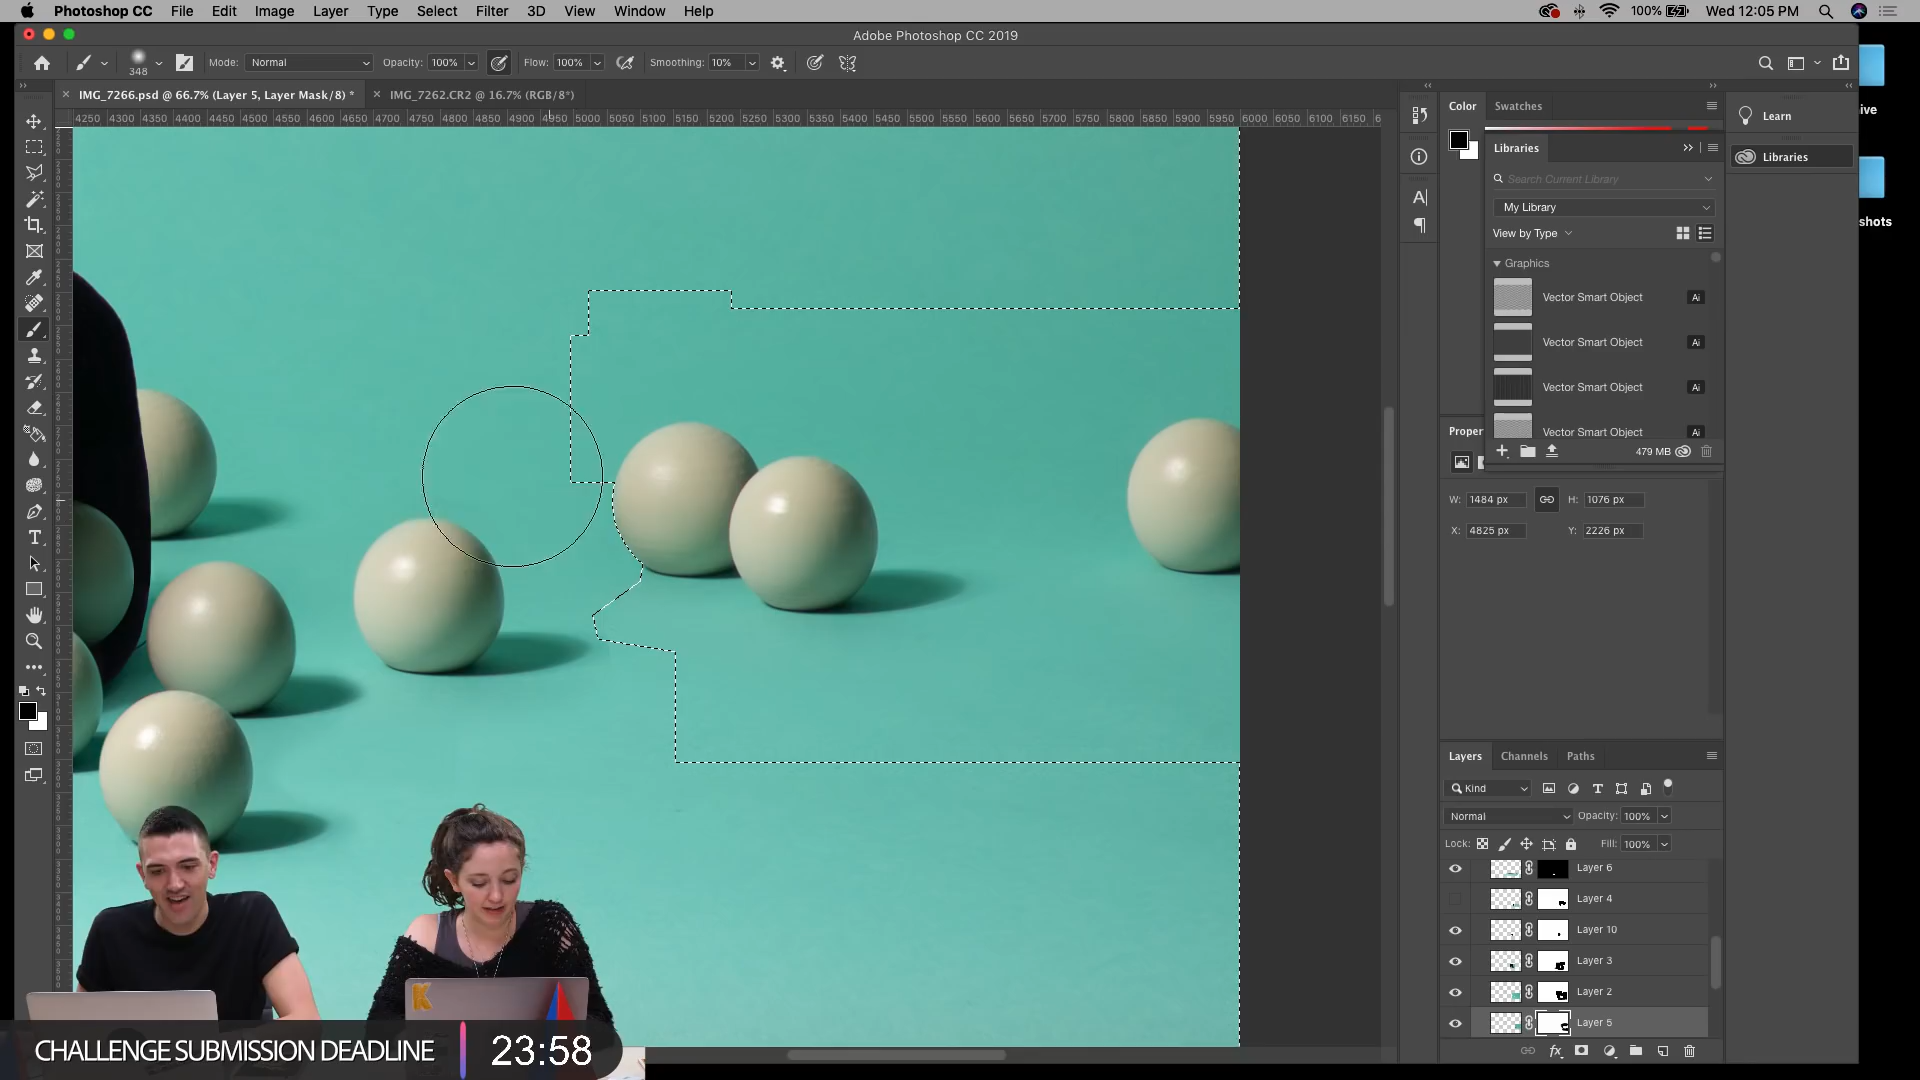 Photoshop CC File Edit Image Layer Type Select Filter 3D View Window Help 100% Wed 12:05 PM
Adobe Photoshop CC 2019
348 Mode: Normal Opacity: 100% Flow: 100% Smoothing: 10%
IMG_7266.psd @ 66.7% (Layer 5, Layer Mask/8) * IMG_7262.CR2 @ 16.7% (RGB/8*)
4250 4300 4350 4400 4450 4500 4550 4600 4650 4700 4750 4800 4850 4900 4950 5000 5050 5100 5150 5200 5250 5300 5350 5400 5450 5500 5550 5600 5650 5700 5750 5800 5850 5900 5950 6000 6050 6100 6150
Color Swatches
Learn
Libraries
Libraries
ive
shots
Search Current Library
My Library
View by Type
Graphics
Vector Smart Object Ai
Vector Smart Object Ai
Vector Smart Object Ai
Vector Smart Object Ai
479 MB
Proper
W: 1484 px H: 1076 px
X: 4825 px Y: 2226 px
Layers Channels Paths
Kind
Normal Opacity: 100%
Lock: Fill: 100%
Layer 6
Layer 4
Layer 10
Layer 3
Layer 2
Layer 5
fx
K
CHALLENGE SUBMISSION DEADLINE 23:58